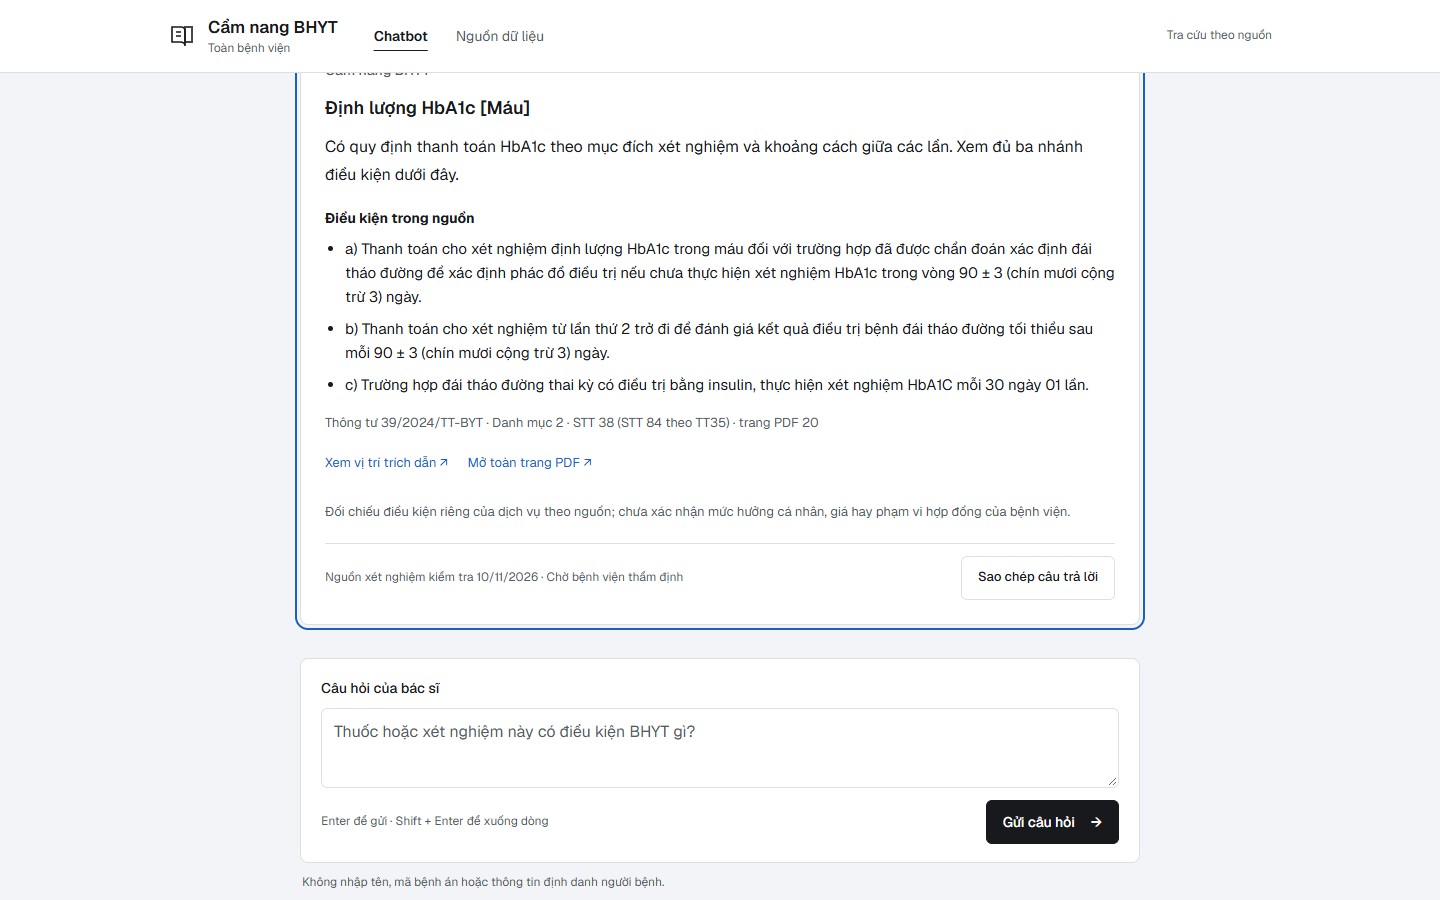 Cẩm nang BHYT
Toàn bệnh viện
Chatbot
Nguồn dữ liệu
Tra cứu theo nguồn
Cẩm nang BHYT
Định lượng HbA1c [Máu]
Có quy định thanh toán HbA1c theo mục đích xét nghiệm và khoảng cách giữa các lần. Xem đủ ba nhánh
điều kiện dưới đây.
Điều kiện trong nguồn
• a) Thanh toán cho xét nghiệm định lượng HbA1c trong máu đối với trường hợp đã được chẩn đoán xác định đái
tháo đường để xác định phác đồ điều trị nếu chưa thực hiện xét nghiệm HbA1c trong vòng 90 ± 3 (chín mươi cộng
trừ 3) ngày.
• b) Thanh toán cho xét nghiệm từ lần thứ 2 trở đi để đánh giá kết quả điều trị bệnh đái tháo đường tối thiểu sau
mỗi 90 ± 3 (chín mươi cộng trừ 3) ngày.
• c) Trường hợp đái tháo đường thai kỳ có điều trị bằng insulin, thực hiện xét nghiệm HbA1C mỗi 30 ngày 01 lần.
Thông tư 39/2024/TT-BYT · Danh mục 2 · STT 38 (STT 84 theo TT35) · trang PDF 20
Xem vị trí trích dẫn ↗
Mở toàn trang PDF ↗
Đối chiếu điều kiện riêng của dịch vụ theo nguồn; chưa xác nhận mức hưởng cá nhân, giá hay phạm vi hợp đồng của bệnh viện.
Nguồn xét nghiệm kiểm tra 10/11/2026 · Chờ bệnh viện thẩm định
Sao chép câu trả lời
Câu hỏi của bác sĩ
Thuốc hoặc xét nghiệm này có điều kiện BHYT gì?
Enter để gửi · Shift + Enter để xuống dòng
Gửi câu hỏi →
Không nhập tên, mã bệnh án hoặc thông tin định danh người bệnh.